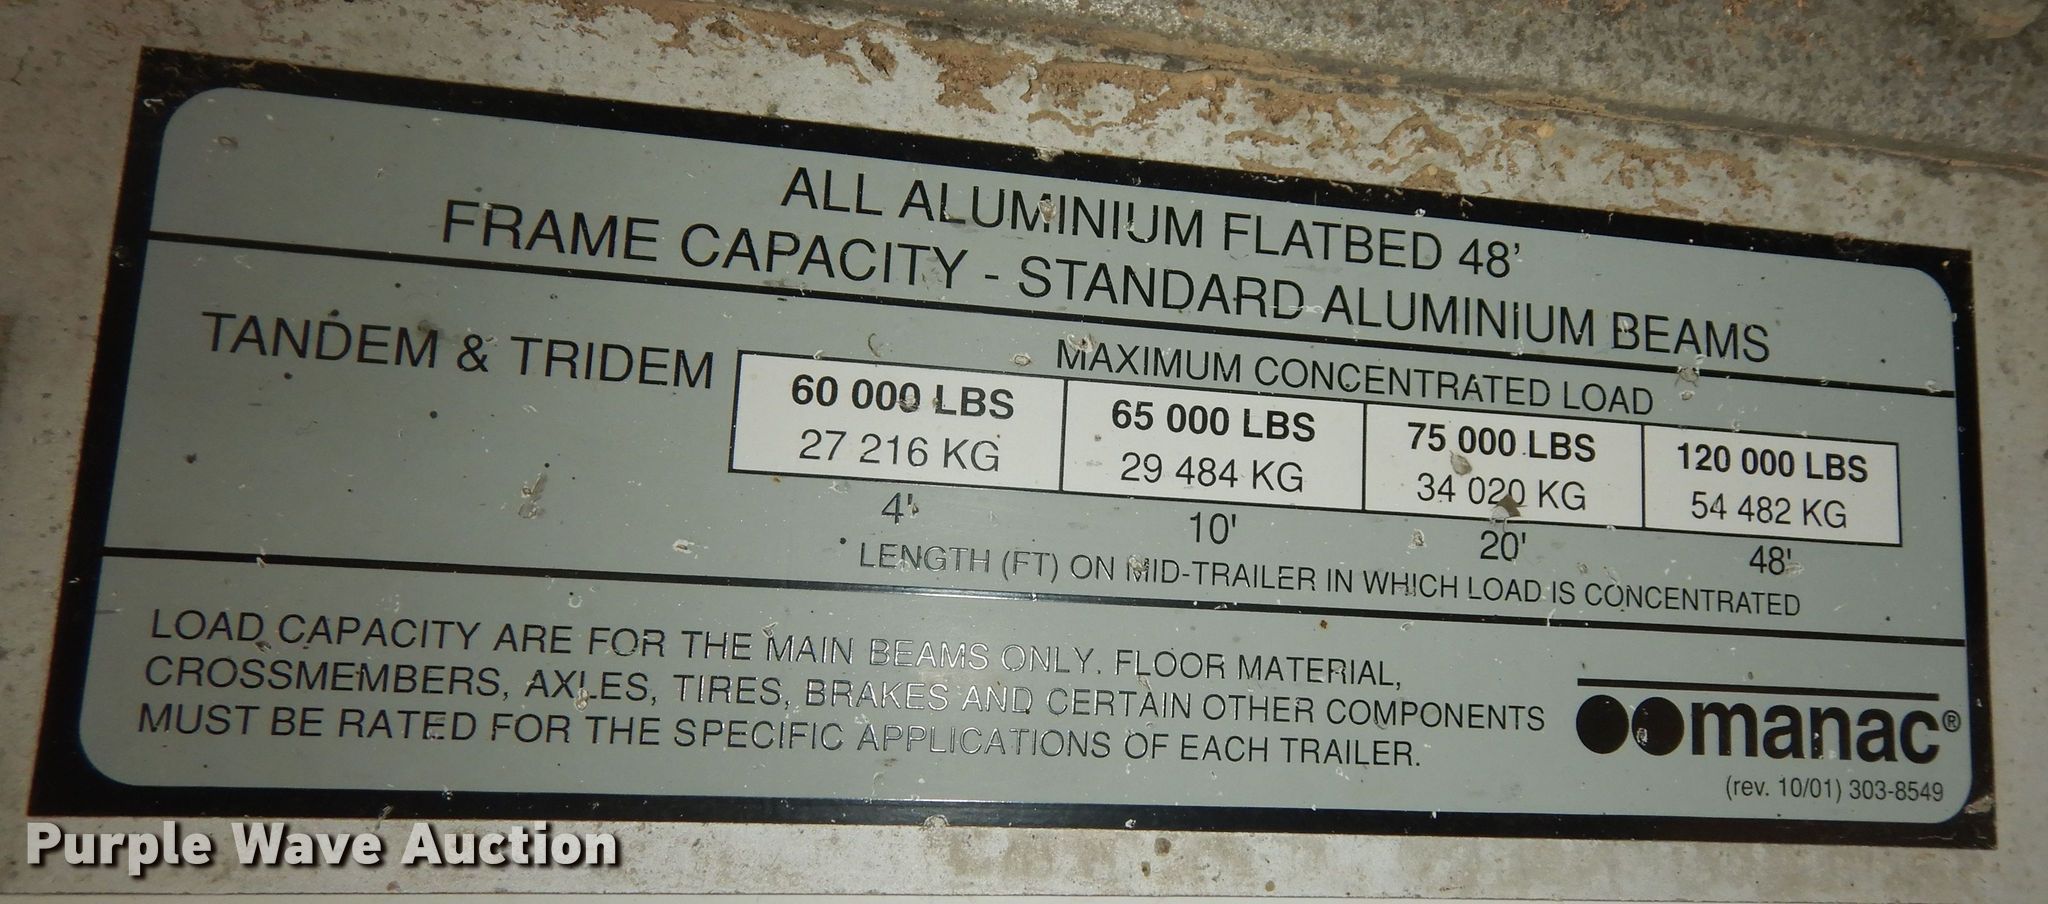 ALL ALUMINIUM FLATBED 48'
FRAME CAPACITY - STANDARD ALUMINIUM BEAMS
TANDEM & TRIDEM
MAXIMUM CONCENTRATED LOAD
60 000 LBS 65 000 LBS 75 000 LBS 120 000 LBS
27 216 KG 29 484 KG 34 020 KG 54 482 KG
4' 10' 20' 48'
LENGTH (FT) ON MID-TRAILER IN WHICH LOAD IS CONCENTRATED
LOAD CAPACITY ARE FOR THE MAIN BEAMS ONLY. FLOOR MATERIAL,
CROSSMEMBERS, AXLES, TIRES, BRAKES AND CERTAIN OTHER COMPONENTS
MUST BE RATED FOR THE SPECIFIC APPLICATIONS OF EACH TRAILER.
manac®
(rev. 10/01) 303-8549
Purple Wave Auction